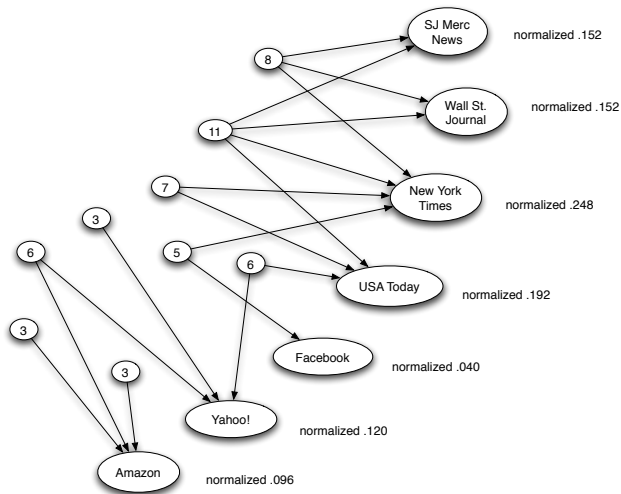 SJ Merc
News
normalized .152
8
Wall St.
Journal
normalized .152
11
7
New York
Times
normalized .248
3
6
5
6
USA Today
normalized .192
3
Facebook
normalized .040
3
Yahoo!
normalized .120
Amazon
normalized .096